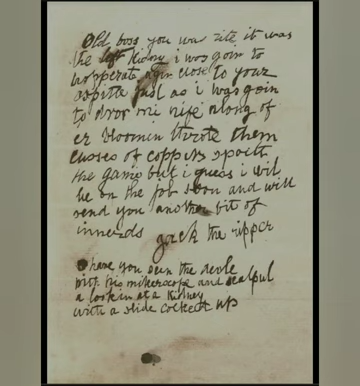 Old boss you was rite it was
the left kidny i was goin to
hopperate agin close to your
ospitle just as i was goin
to dror mi nife along of
er bloomin throte them
cusses of coppers spoilt
the game but i guess i wil
be on the job soon and will
send you another bit of
innerds
Jack the ripper
O have you seen the devle
with his mikerscope and scalpul
a lookin at a Kidney
with a slide cocked up